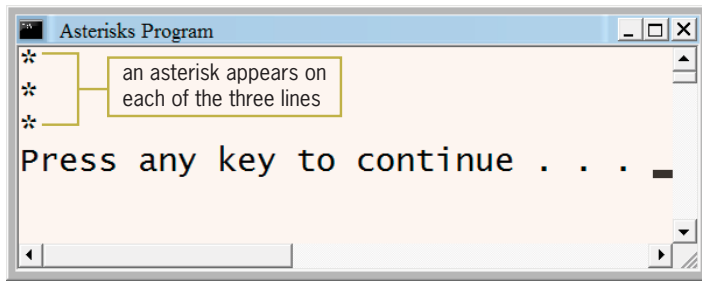 Asterisks Program
*
an asterisk appears on
each of the three lines
*
*
Press any key to continue . . . _